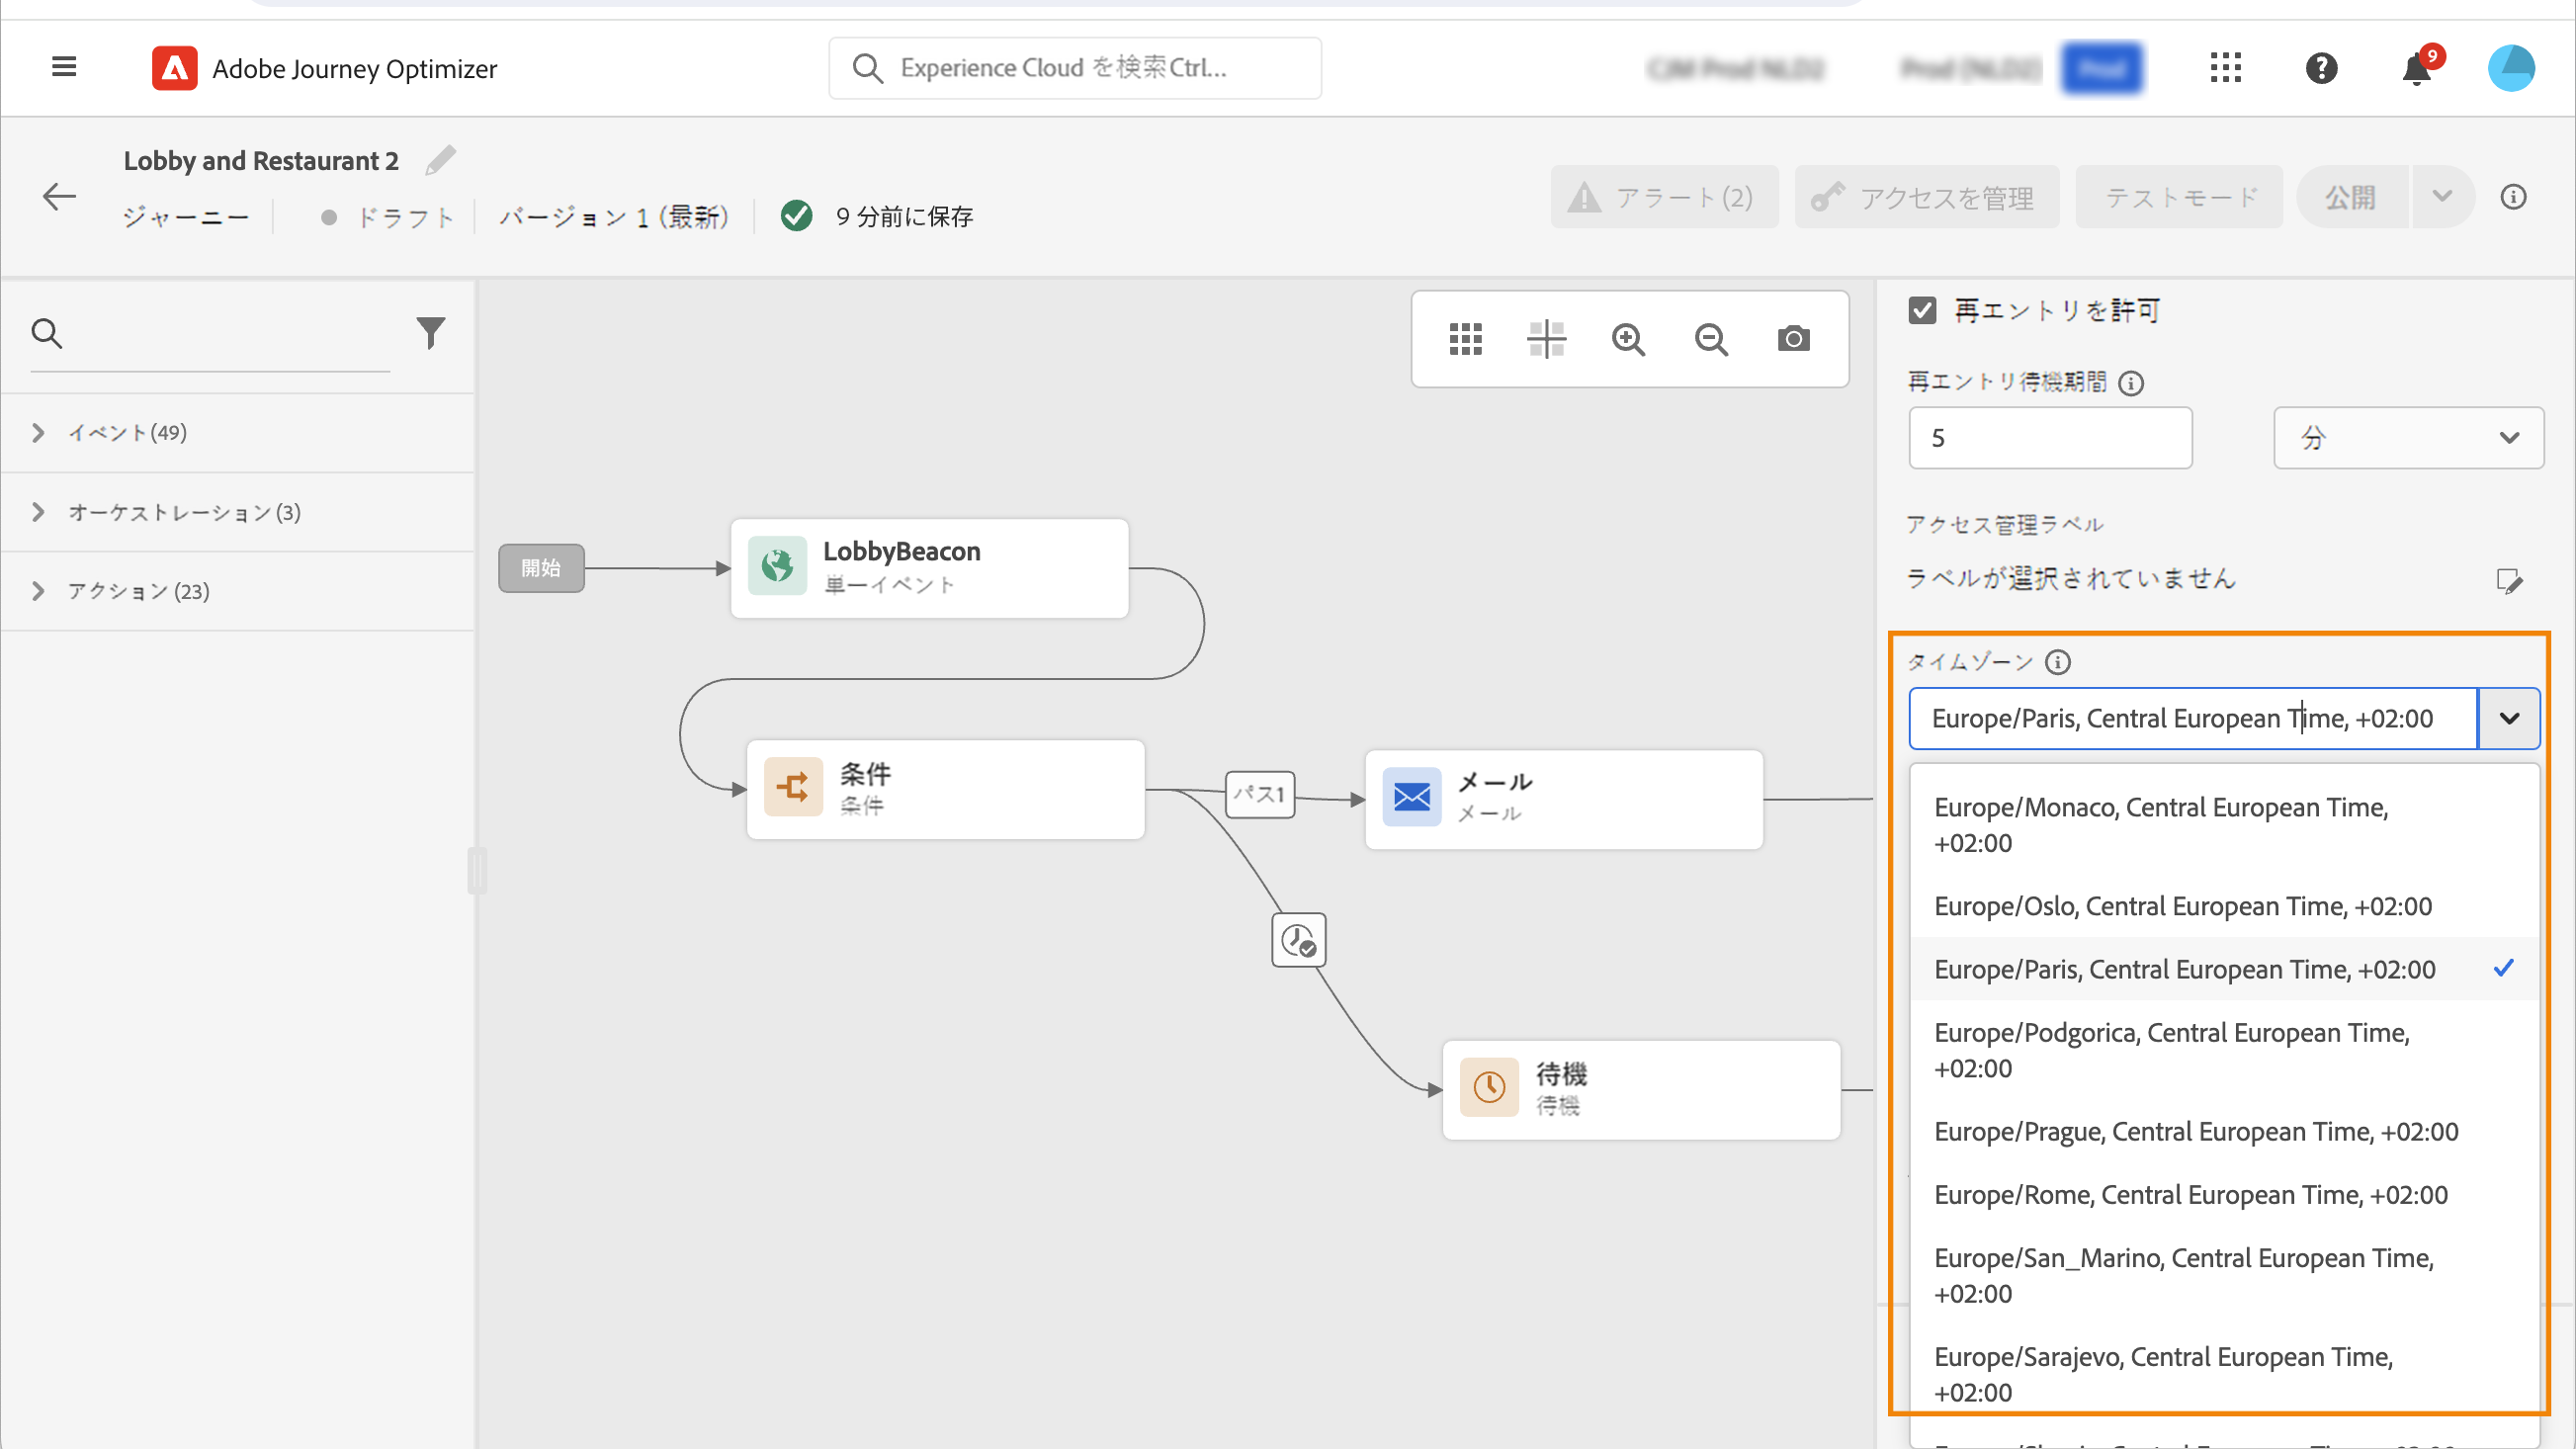 Adobe Journey Optimizer
Experience Cloud を検索Ctrl...
9
Lobby and Restaurant 2
ジャーニー
ドラフト
バージョン 1 (最新)
9 分前に保存
アラート (2)
アクセスを管理
テストモード
公開
イベント(49)
オーケストレーション (3)
アクション (23)
開始
LobbyBeacon
単一イベント
条件
条件
パス1
メール
メール
待機
待機
再エントリを許可
再エントリ待機期間
5
分
アクセス管理ラベル
ラベルが選択されていません
タイムゾーン
Europe/Paris, Central European Time, +02:00
Europe/Monaco, Central European Time,
+02:00
Europe/Oslo, Central European Time, +02:00
Europe/Paris, Central European Time, +02:00
Europe/Podgorica, Central European Time,
+02:00
Europe/Prague, Central European Time, +02:00
Europe/Rome, Central European Time, +02:00
Europe/San_Marino, Central European Time,
+02:00
Europe/Sarajevo, Central European Time,
+02:00